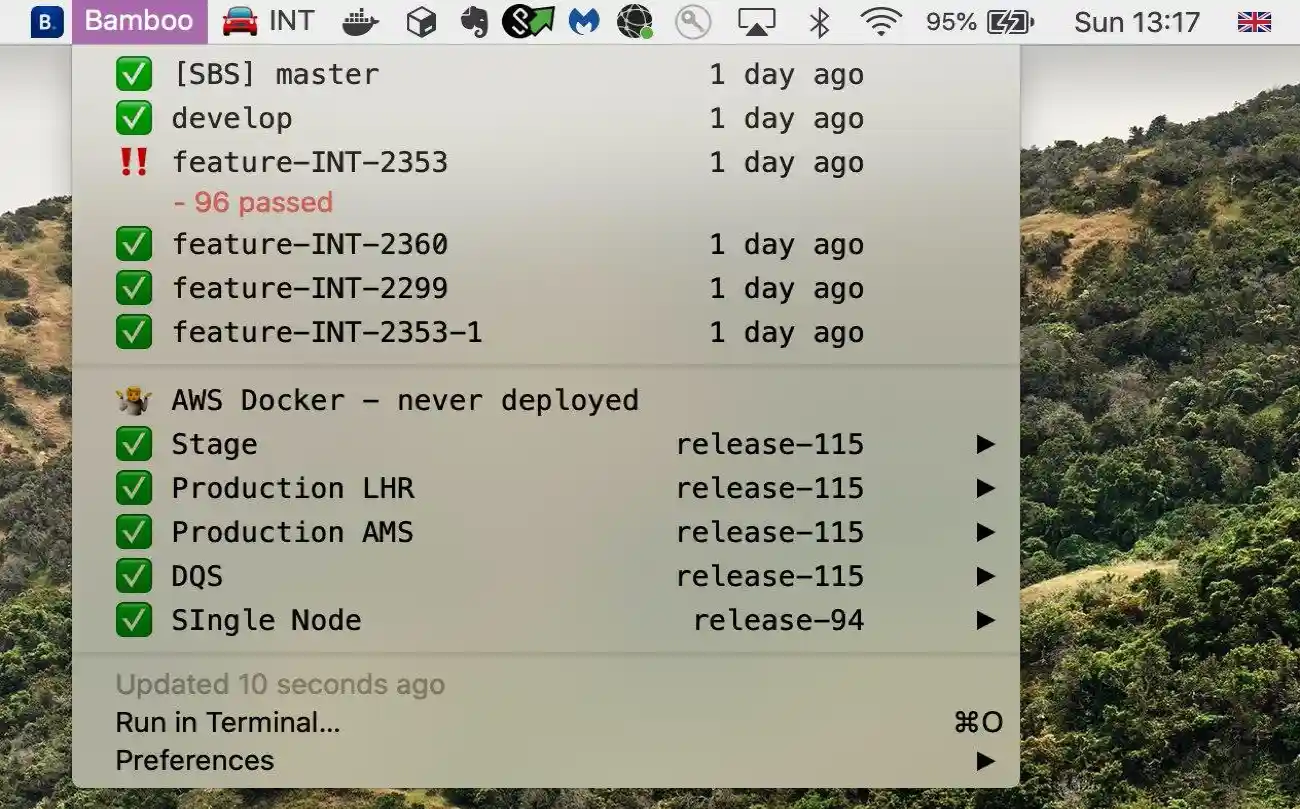 B. Bamboo INT 95% Sun 13:17
[SBS] master 1 day ago
develop 1 day ago
feature-INT-2353 1 day ago
- 96 passed
feature-INT-2360 1 day ago
feature-INT-2299 1 day ago
feature-INT-2353-1 1 day ago
AWS Docker - never deployed
Stage release-115
Production LHR release-115
Production AMS release-115
DQS release-115
SIngle Node release-94
Updated 10 seconds ago
Run in Terminal... ⌘O
Preferences